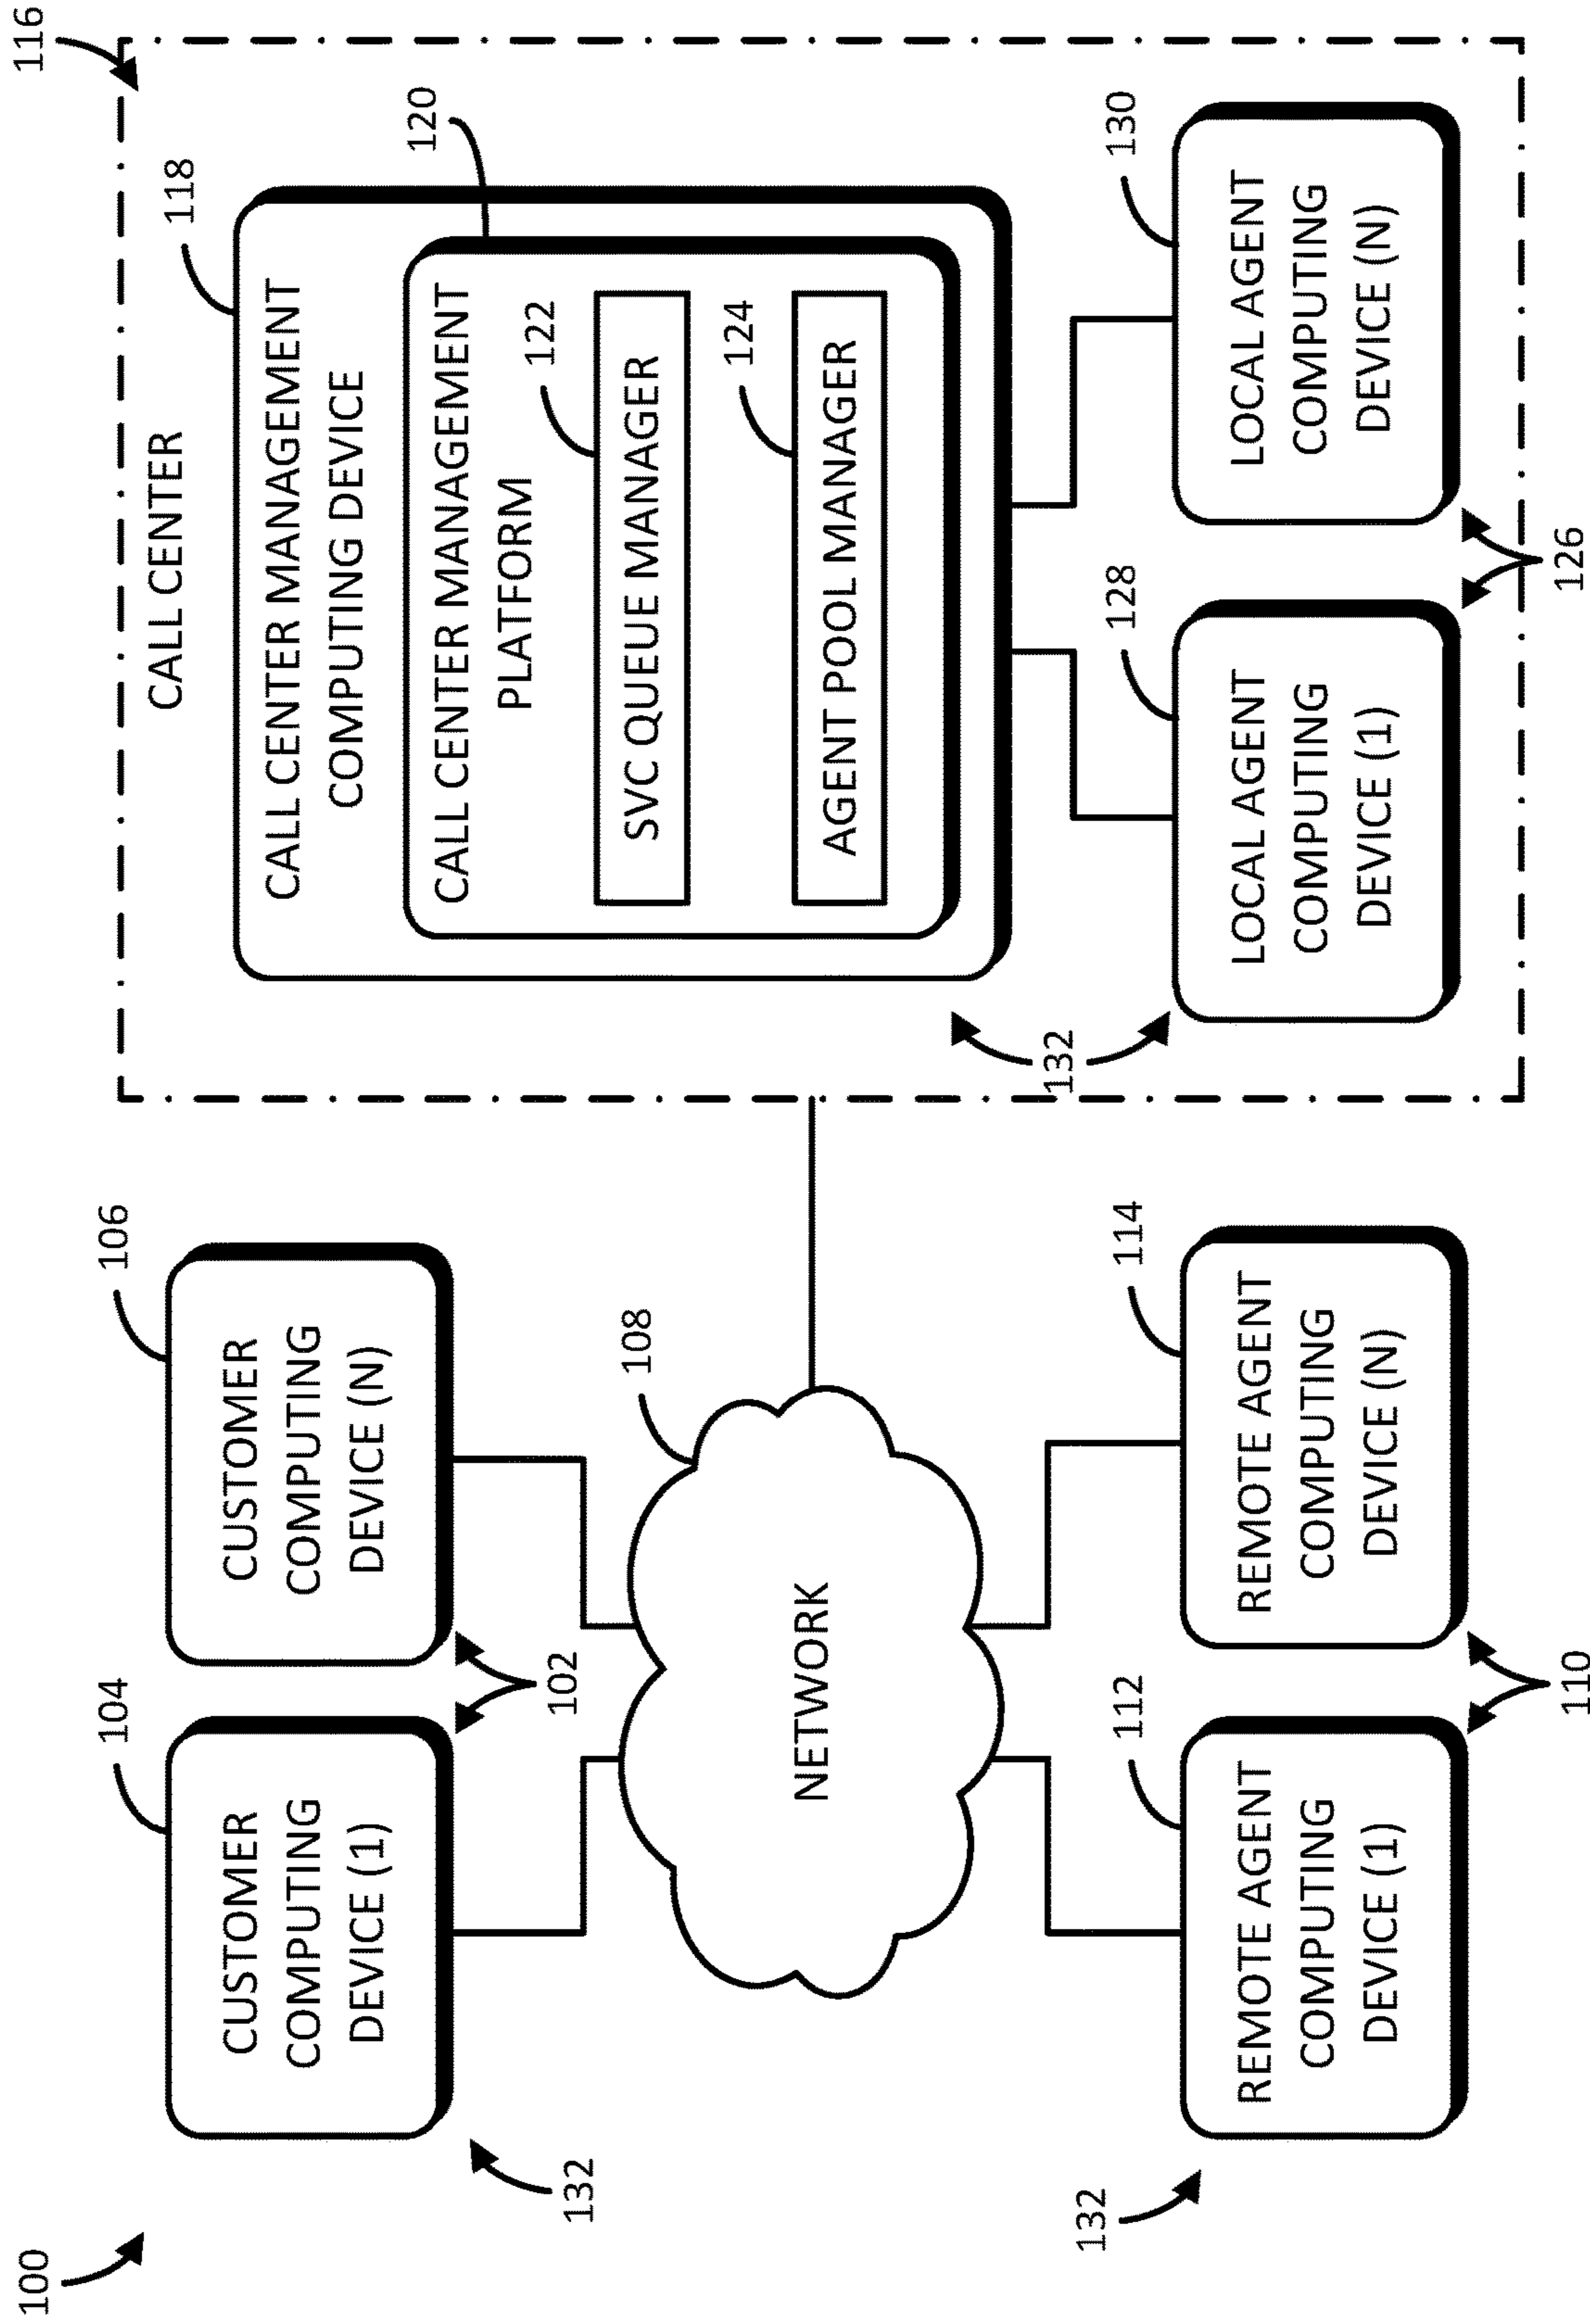 100
132
104
CUSTOMER
COMPUTING
DEVICE (1)
106
CUSTOMER
COMPUTING
DEVICE (N)
102
108
NETWORK
132
112
REMOTE AGENT
COMPUTING
DEVICE (1)
114
REMOTE AGENT
COMPUTING
DEVICE (N)
110
116
CALL CENTER
118
CALL CENTER MANAGEMENT
COMPUTING DEVICE
120
CALL CENTER MANAGEMENT
PLATFORM
122
SVC QUEUE MANAGER
124
AGENT POOL MANAGER
132
128
LOCAL AGENT
COMPUTING
DEVICE (1)
130
LOCAL AGENT
COMPUTING
DEVICE (N)
126